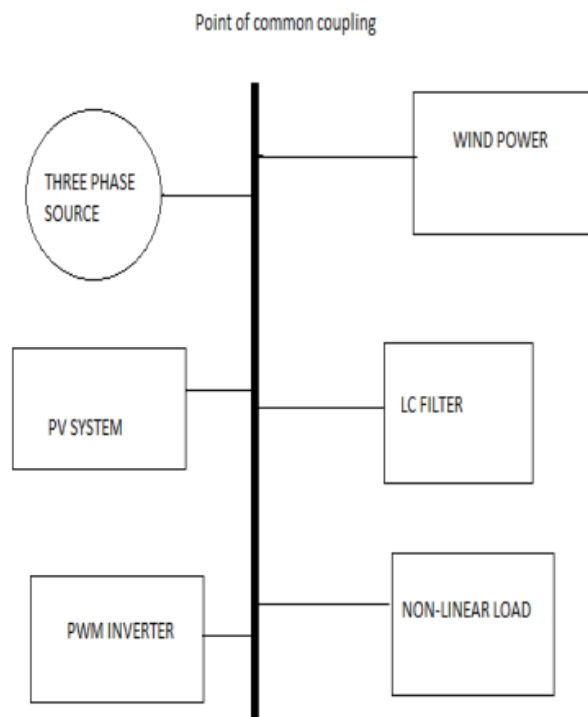 Point of common coupling
THREE PHASE
SOURCE
WIND POWER
PV SYSTEM
LC FILTER
PWM INVERTER
NON-LINEAR LOAD